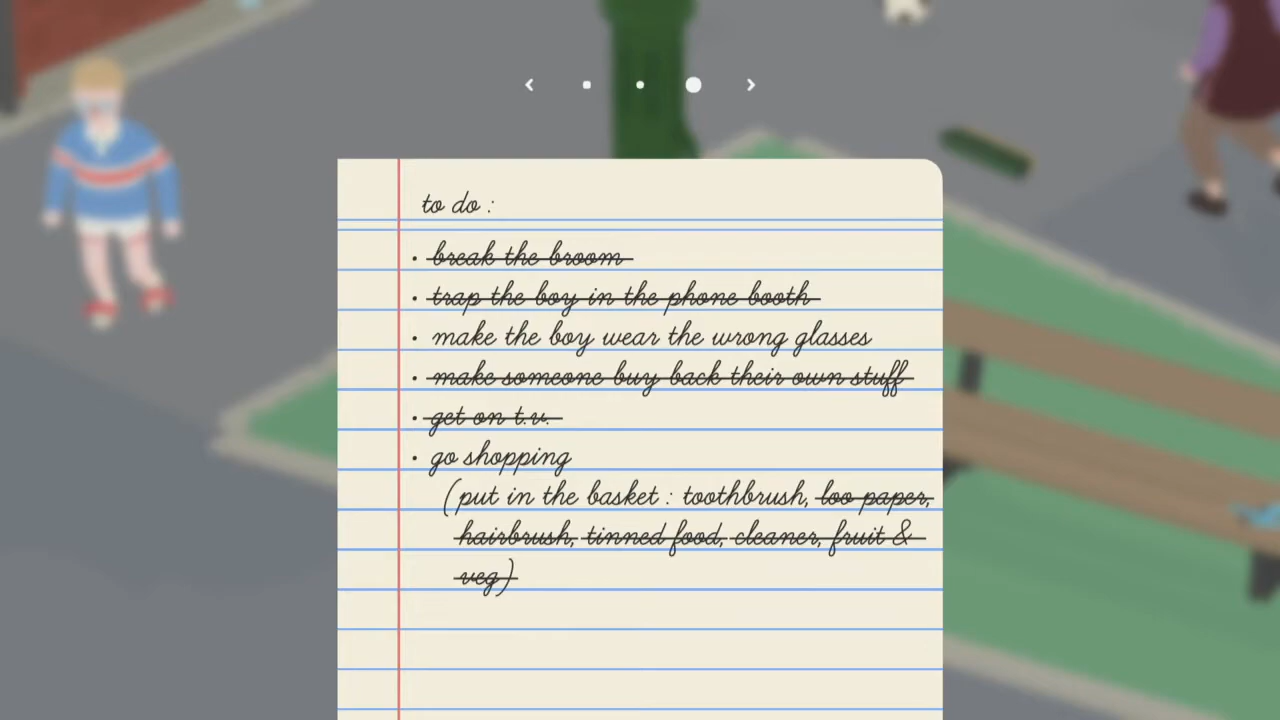 to do :
• break the broom
• trap the boy in the phone booth
• make the boy wear the wrong glasses
• make someone buy back their own stuff
• get on t.v.
• go shopping
(put in the basket : toothbrush, loo paper,
hairbrush, tinned food, cleaner, fruit &
veg)